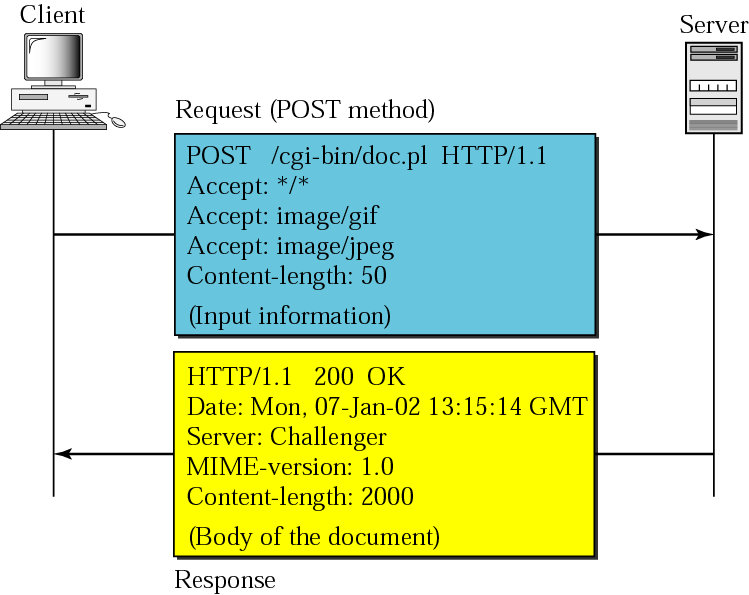 Client
Server
Request (POST method)
POST /cgi-bin/doc.pl HTTP/1.1
Accept: */*
Accept: image/gif
Accept: image/jpeg
Content-length: 50
(Input information)
HTTP/1.1 200 OK
Date: Mon, 07-Jan-02 13:15:14 GMT
Server: Challenger
MIME-version: 1.0
Content-length: 2000
(Body of the document)
Response